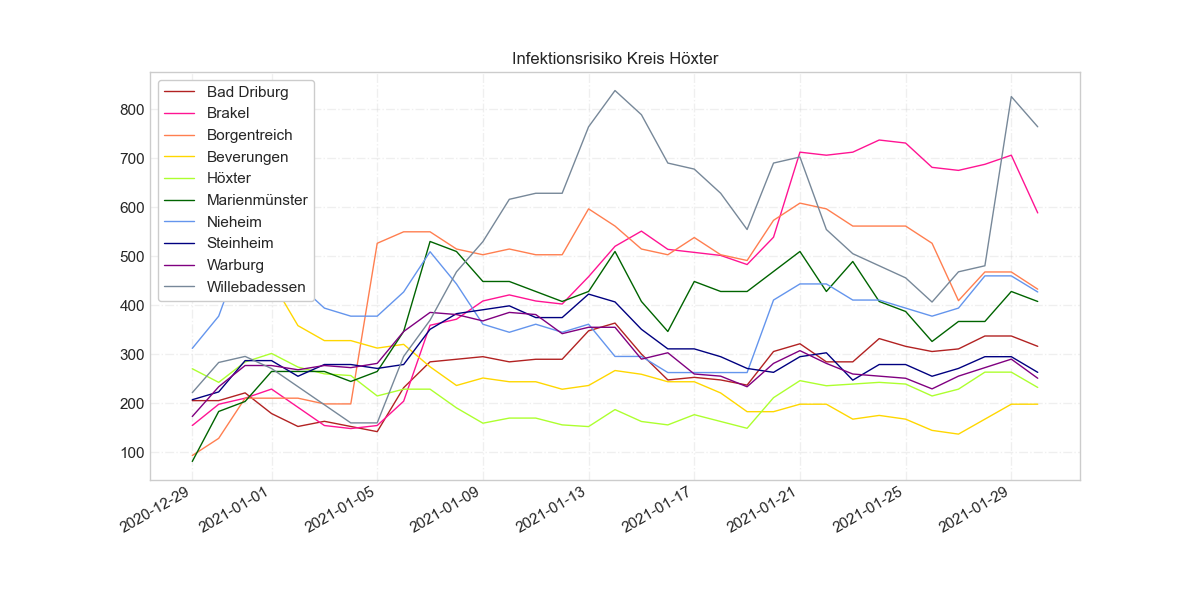 Infektionsrisiko Kreis Höxter
Bad Driburg
Brakel
Borgentreich
Beverungen
Höxter
Marienmünster
Nieheim
Steinheim
Warburg
Willebadessen
800
700
600
500
400
300
200
100
2020-12-29
2021-01-01
2021-01-05
2021-01-09
2021-01-13
2021-01-17
2021-01-21
2021-01-25
2021-01-29